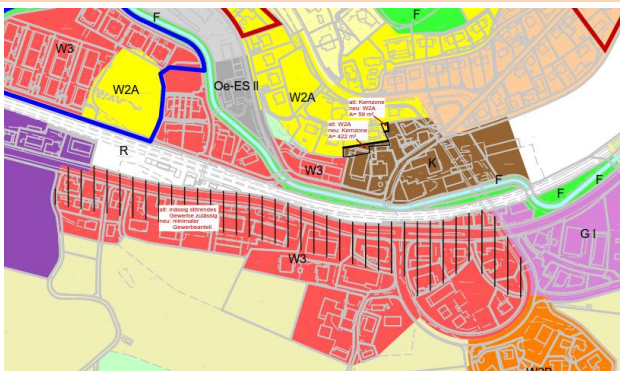 F
F
W3
W2A
Oe-ES II
W2A
alt: Kernzone
neu: W2A
A= 59 m²
alt: W2A
neu: Kernzone
A= 422 m²
R
W3
K
F
F
F
alt: mässig störendes
Gewerbe zulässig
neu: minimaler
Gewerbeanteil
W3
G I
W2B